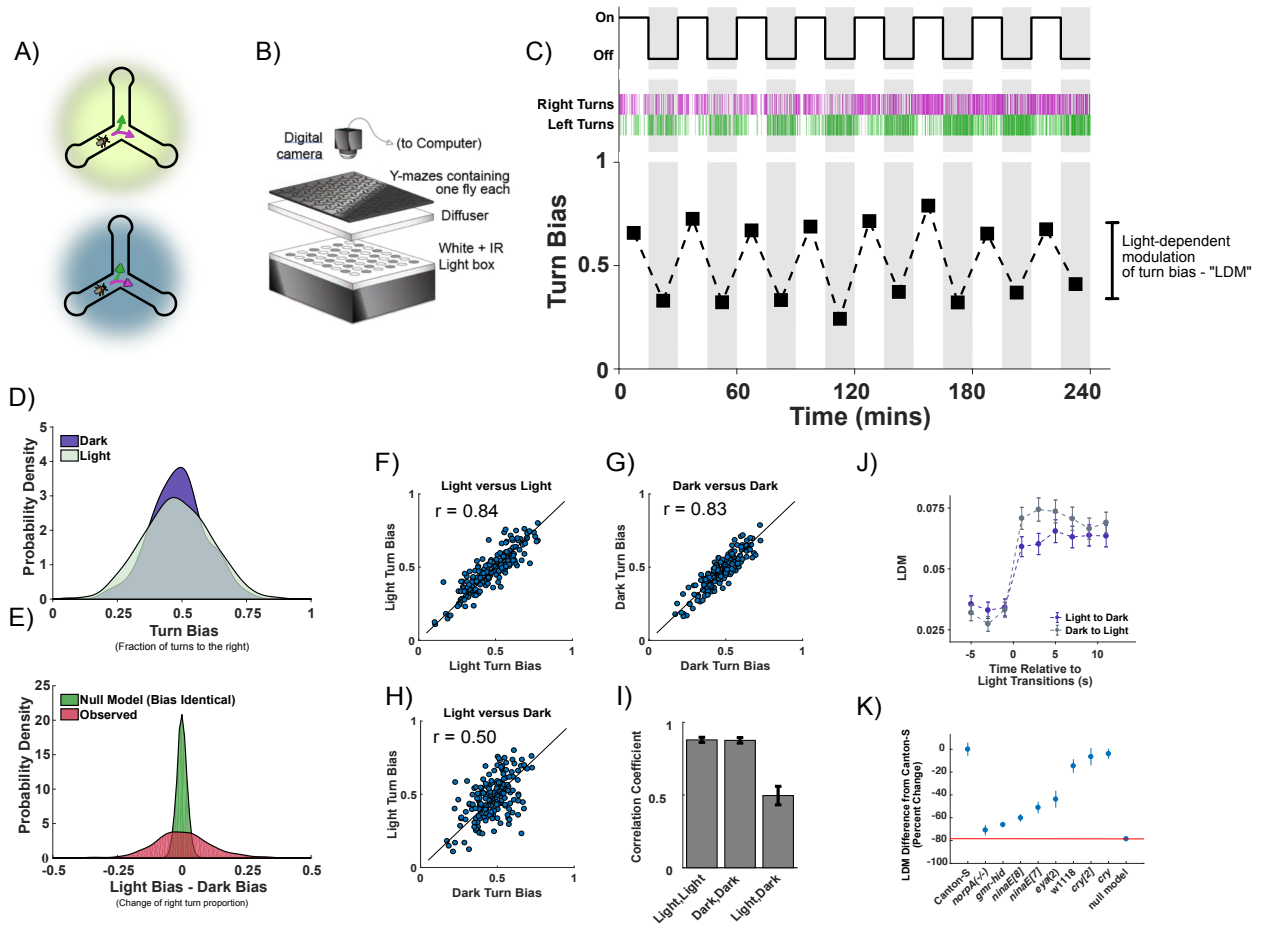 A)
B)
Digital
camera
(to Computer)
Y-mazes containing
one fly each
Diffuser
White + IR
Light box
C)
On
Off
Right Turns
Left Turns
1
0.5
0
Turn Bias
0
60
120
180
240
Time (mins)
Light-dependent
modulation
of turn bias - "LDM"
D)
Dark
Light
5
4
3
2
1
0
Probability Density
0
0.25
0.5
0.75
1
Turn Bias
(Fraction of turns to the right)
E)
Null Model (Bias Identical)
Observed
25
20
15
10
5
0
Probability Density
-0.5
-0.25
0
0.25
0.5
Light Bias - Dark Bias
(Change of right turn proportion)
F)
Light versus Light
r = 0.84
1
0.5
0
Light Turn Bias
0
0.5
1
Light Turn Bias
G)
Dark versus Dark
r = 0.83
1
0.5
0
Dark Turn Bias
0
0.5
1
Dark Turn Bias
H)
Light versus Dark
r = 0.50
1
0.5
0
Light Turn Bias
0
0.5
1
Dark Turn Bias
I)
1
0.5
0
Correlation Coefficient
Light,Light
Dark,Dark
Light,Dark
J)
0.075
0.05
0.025
LDM
Light to Dark
Dark to Light
-5
0
5
10
Time Relative to
Light Transitions (s)
K)
0
-20
-40
-60
-80
-100
LDM Difference from Canton-S
(Percent Change)
Canton-S
norpA(-/-)
gmr-hid
ninaE[8]
ninaE[7]
eya(2)
w1118
cry[2]
cry
null model